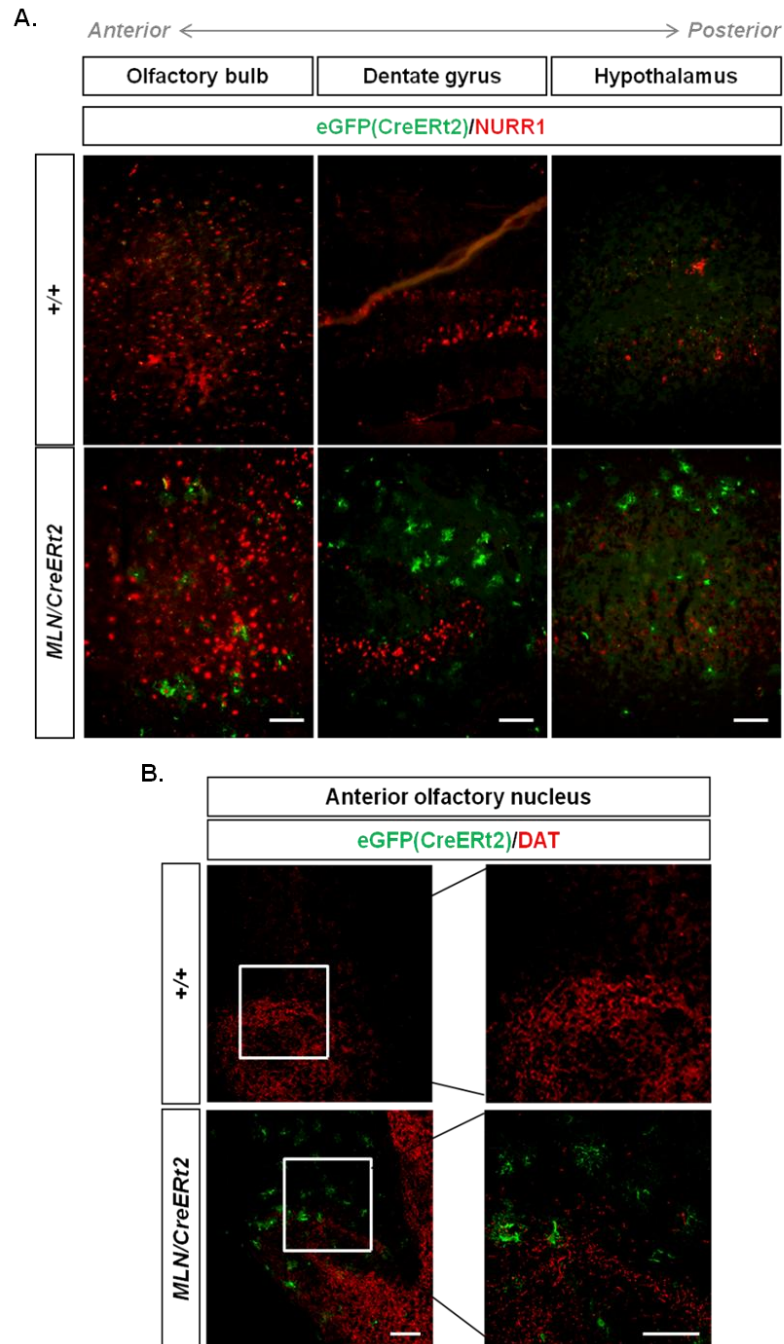 A.
Anterior Posterior
Olfactory bulb Dentate gyrus Hypothalamus
eGFP(CreERt2)/NURR1
+/+
MLN/CreERt2
B.
Anterior olfactory nucleus
eGFP(CreERt2)/DAT
+/+
MLN/CreERt2